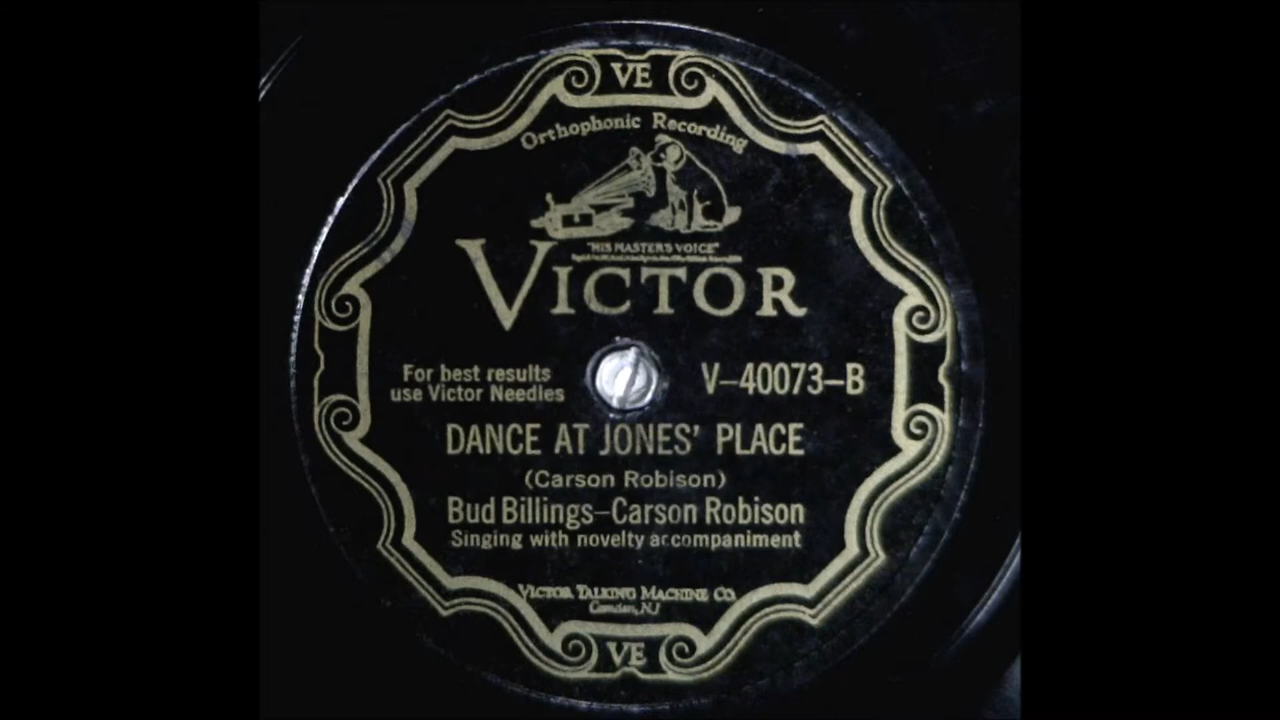 VE
Orthophonic Recording
"HIS MASTER'S VOICE"
VICTOR
For best results
use Victor Needles
V-40073-B
DANCE AT JONES' PLACE
(Carson Robison)
Bud Billings-Carson Robison
Singing with novelty accompaniment
VICTOR TALKING MACHINE CO.
Camden, N.J.
VE